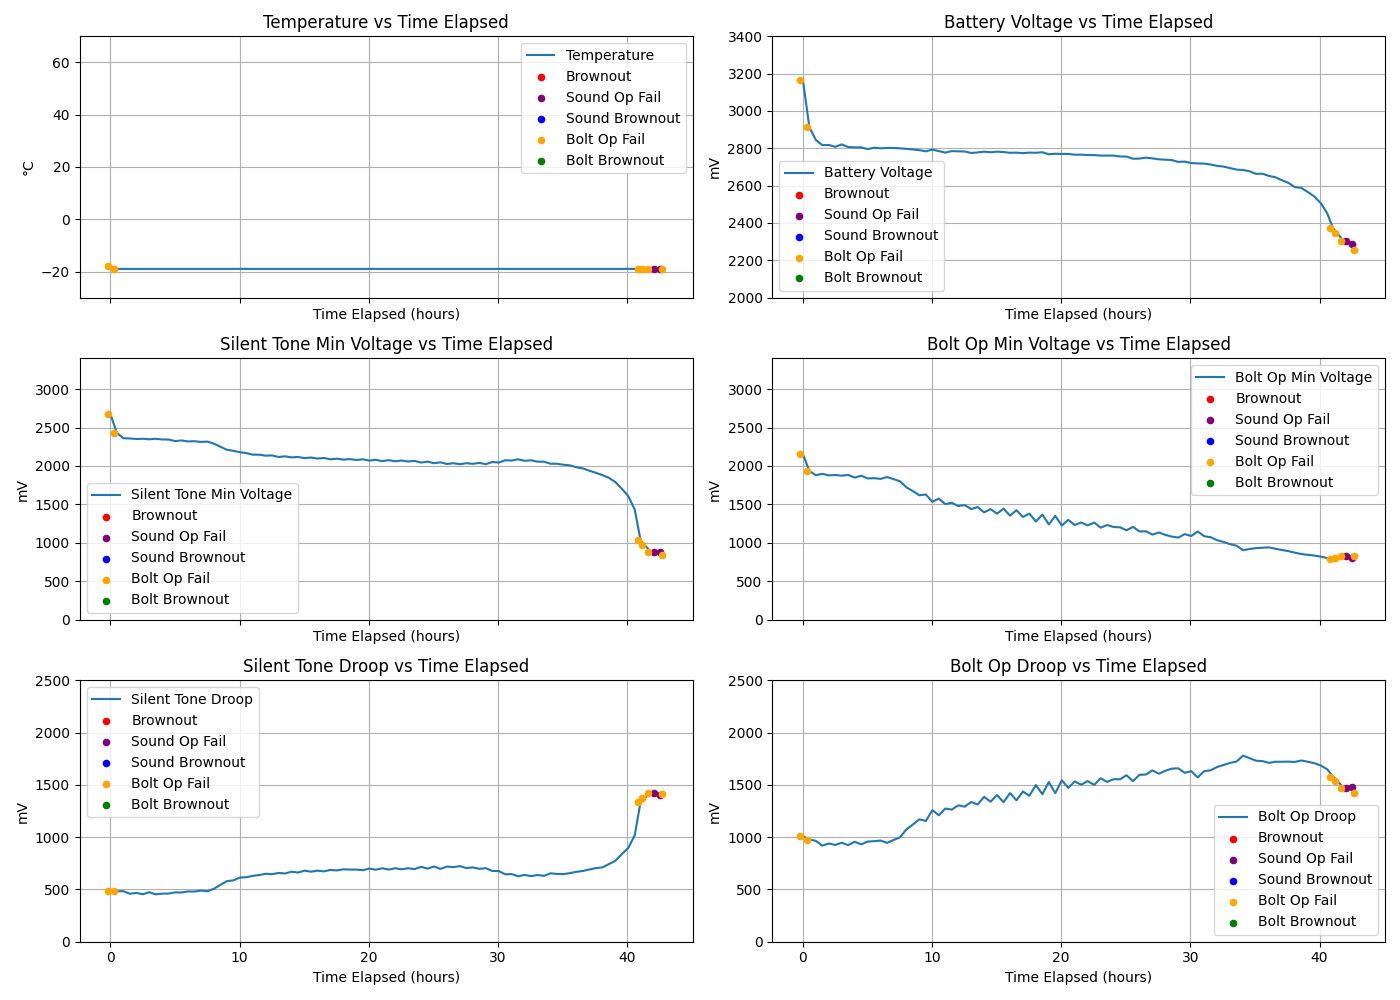 Temperature vs Time Elapsed
60
40
20
0
−20
°C
Temperature
Brownout
Sound Op Fail
Sound Brownout
Bolt Op Fail
Bolt Brownout
Time Elapsed (hours)
Battery Voltage vs Time Elapsed
3400
3200
3000
2800
2600
2400
2200
2000
mV
Battery Voltage
Brownout
Sound Op Fail
Sound Brownout
Bolt Op Fail
Bolt Brownout
Time Elapsed (hours)
Silent Tone Min Voltage vs Time Elapsed
3000
2500
2000
1500
1000
500
0
mV
Silent Tone Min Voltage
Brownout
Sound Op Fail
Sound Brownout
Bolt Op Fail
Bolt Brownout
Time Elapsed (hours)
Bolt Op Min Voltage vs Time Elapsed
3000
2500
2000
1500
1000
500
0
mV
Bolt Op Min Voltage
Brownout
Sound Op Fail
Sound Brownout
Bolt Op Fail
Bolt Brownout
Time Elapsed (hours)
Silent Tone Droop vs Time Elapsed
2500
2000
1500
1000
500
0
mV
Silent Tone Droop
Brownout
Sound Op Fail
Sound Brownout
Bolt Op Fail
Bolt Brownout
0 10 20 30 40
Time Elapsed (hours)
Bolt Op Droop vs Time Elapsed
2500
2000
1500
1000
500
0
mV
Bolt Op Droop
Brownout
Sound Op Fail
Sound Brownout
Bolt Op Fail
Bolt Brownout
0 10 20 30 40
Time Elapsed (hours)